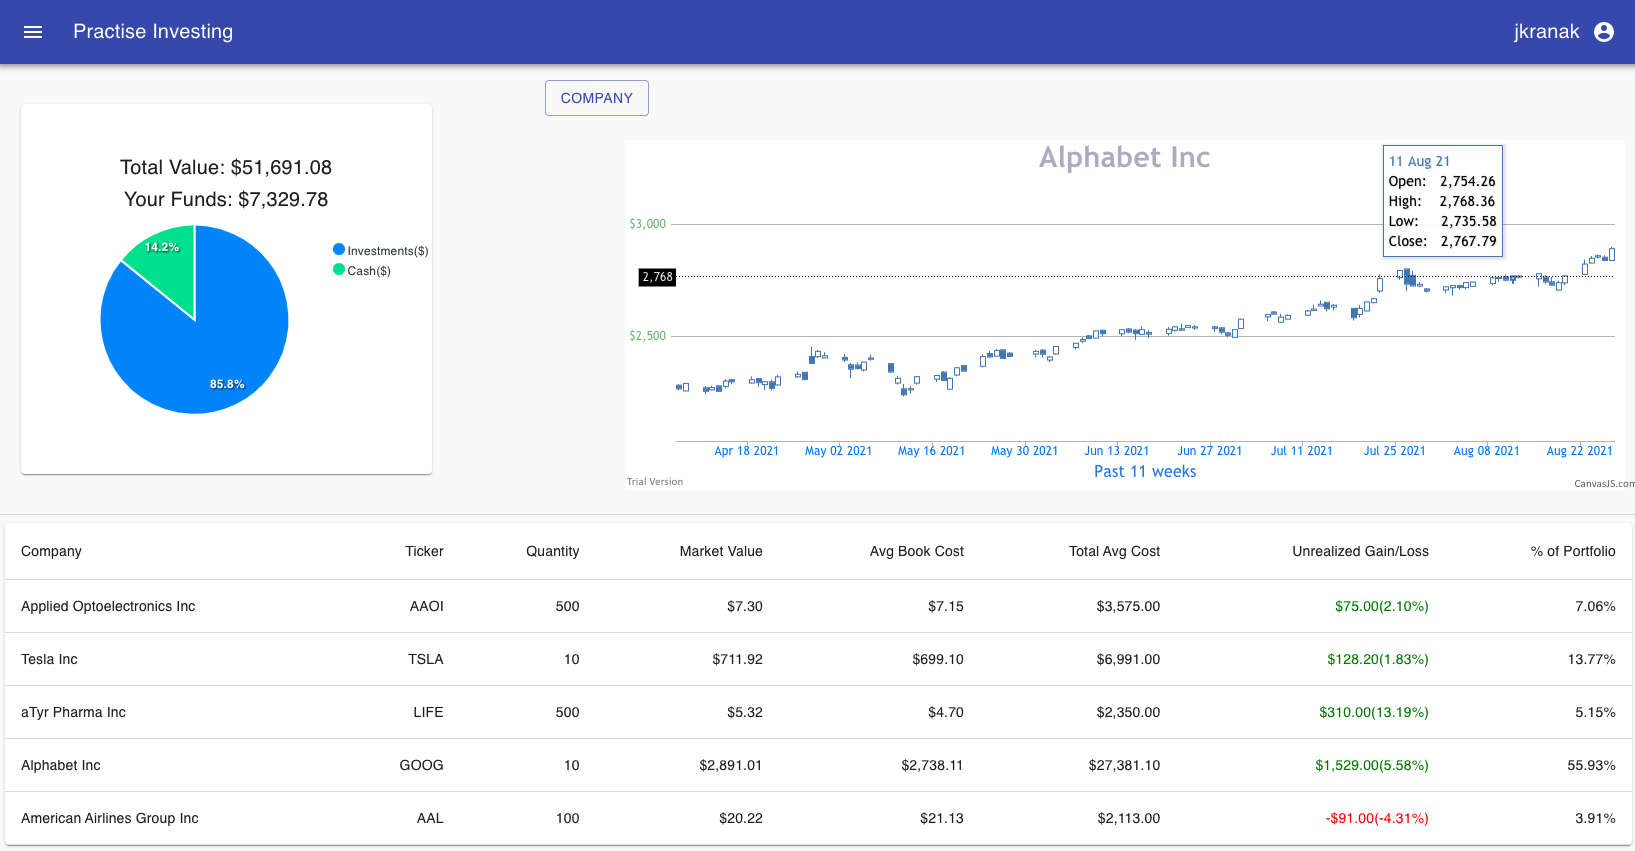 Practise Investing
jkranak
COMPANY
Total Value: $51,691.08
Your Funds: $7,329.78
14.2%
85.8%
Investments($)
Cash($)
Alphabet Inc
11 Aug 21
Open: 2,754.26
High: 2,768.36
Low: 2,735.58
Close: 2,767.79
$3,000
2,768
$2,500
Apr 18 2021 May 02 2021 May 16 2021 May 30 2021 Jun 13 2021 Jun 27 2021 Jul 11 2021 Jul 25 2021 Aug 08 2021 Aug 22 2021
Past 11 weeks
Trial Version
CanvasJS.com
Company Ticker Quantity Market Value Avg Book Cost Total Avg Cost Unrealized Gain/Loss % of Portfolio
Applied Optoelectronics Inc AAOI 500 $7.30 $7.15 $3,575.00 $75.00(2.10%) 7.06%
Tesla Inc TSLA 10 $711.92 $699.10 $6,991.00 $128.20(1.83%) 13.77%
aTyr Pharma Inc LIFE 500 $5.32 $4.70 $2,350.00 $310.00(13.19%) 5.15%
Alphabet Inc GOOG 10 $2,891.01 $2,738.11 $27,381.10 $1,529.00(5.58%) 55.93%
American Airlines Group Inc AAL 100 $20.22 $21.13 $2,113.00 -$91.00(-4.31%) 3.91%